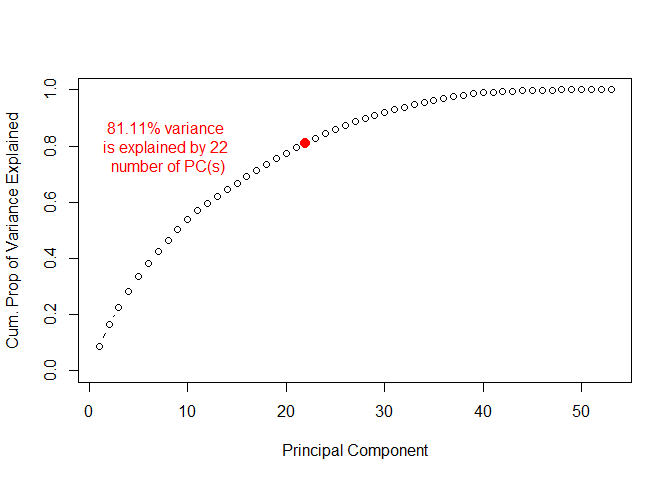 81.11% variance
is explained by 22
number of PC(s)
Cum. Prop of Variance Explained
1.0
0.8
0.6
0.4
0.2
0.0
0 10 20 30 40 50
Principal Component